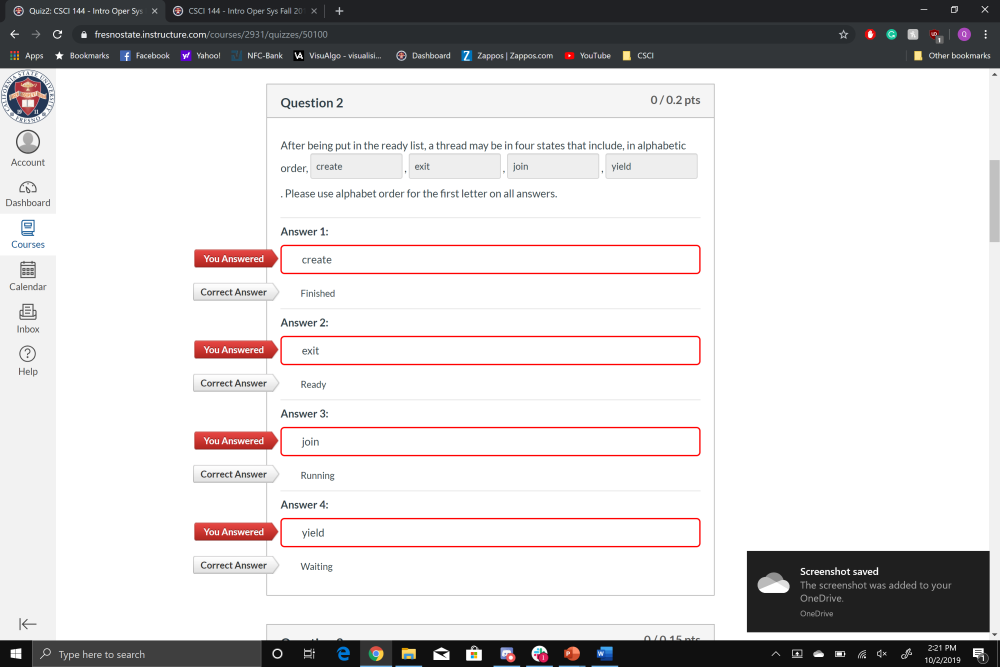 Quiz2: CSCI 144 - Intro Oper Sys
CSCI 144 - Intro Oper Sys Fall 20
fresnostate.instructure.com/courses/2931/quizzes/50100
Apps Bookmarks Facebook Yahoo! NFC-Bank VisuAlgo - visualisi... Dashboard Zappos | Zappos.com YouTube CSCI Other bookmarks
Account
Dashboard
Courses
Calendar
Inbox
Help
Question 2 0 / 0.2 pts
After being put in the ready list, a thread may be in four states that include, in alphabetic
order, create , exit , join , yield
. Please use alphabet order for the first letter on all answers.
Answer 1:
You Answered create
Correct Answer Finished
Answer 2:
You Answered exit
Correct Answer Ready
Answer 3:
You Answered join
Correct Answer Running
Answer 4:
You Answered yield
Correct Answer Waiting
0 / 0.15 pts
Screenshot saved
The screenshot was added to your
OneDrive.
OneDrive
Type here to search
2:21 PM
10/2/2019